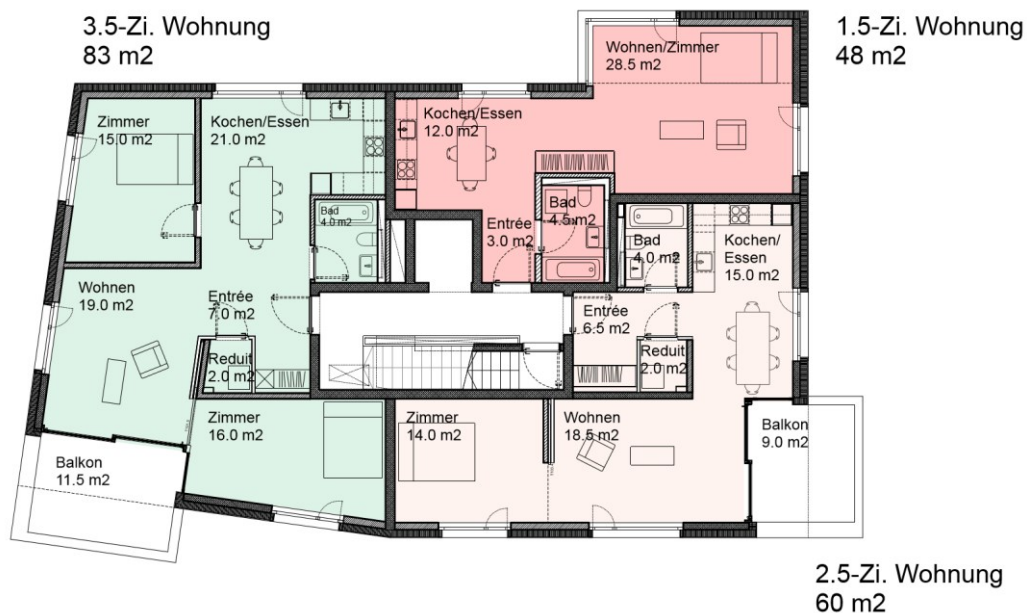 3.5-Zi. Wohnung
83 m2
1.5-Zi. Wohnung
48 m2
Wohnen/Zimmer
28.5 m2
Zimmer
15.0 m2
Kochen/Essen
21.0 m2
Kochen/Essen
12.0 m2
Bad
4.0 m2
Bad
4.5 m2
Entrée
3.0 m2
Bad
4.0 m2
Kochen/
Essen
15.0 m2
Wohnen
19.0 m2
Entrée
7.0 m2
Entrée
6.5 m2
Reduit
2.0 m2
Reduit
2.0 m2
Zimmer
16.0 m2
Zimmer
14.0 m2
Wohnen
18.5 m2
Balkon
9.0 m2
Balkon
11.5 m2
2.5-Zi. Wohnung
60 m2